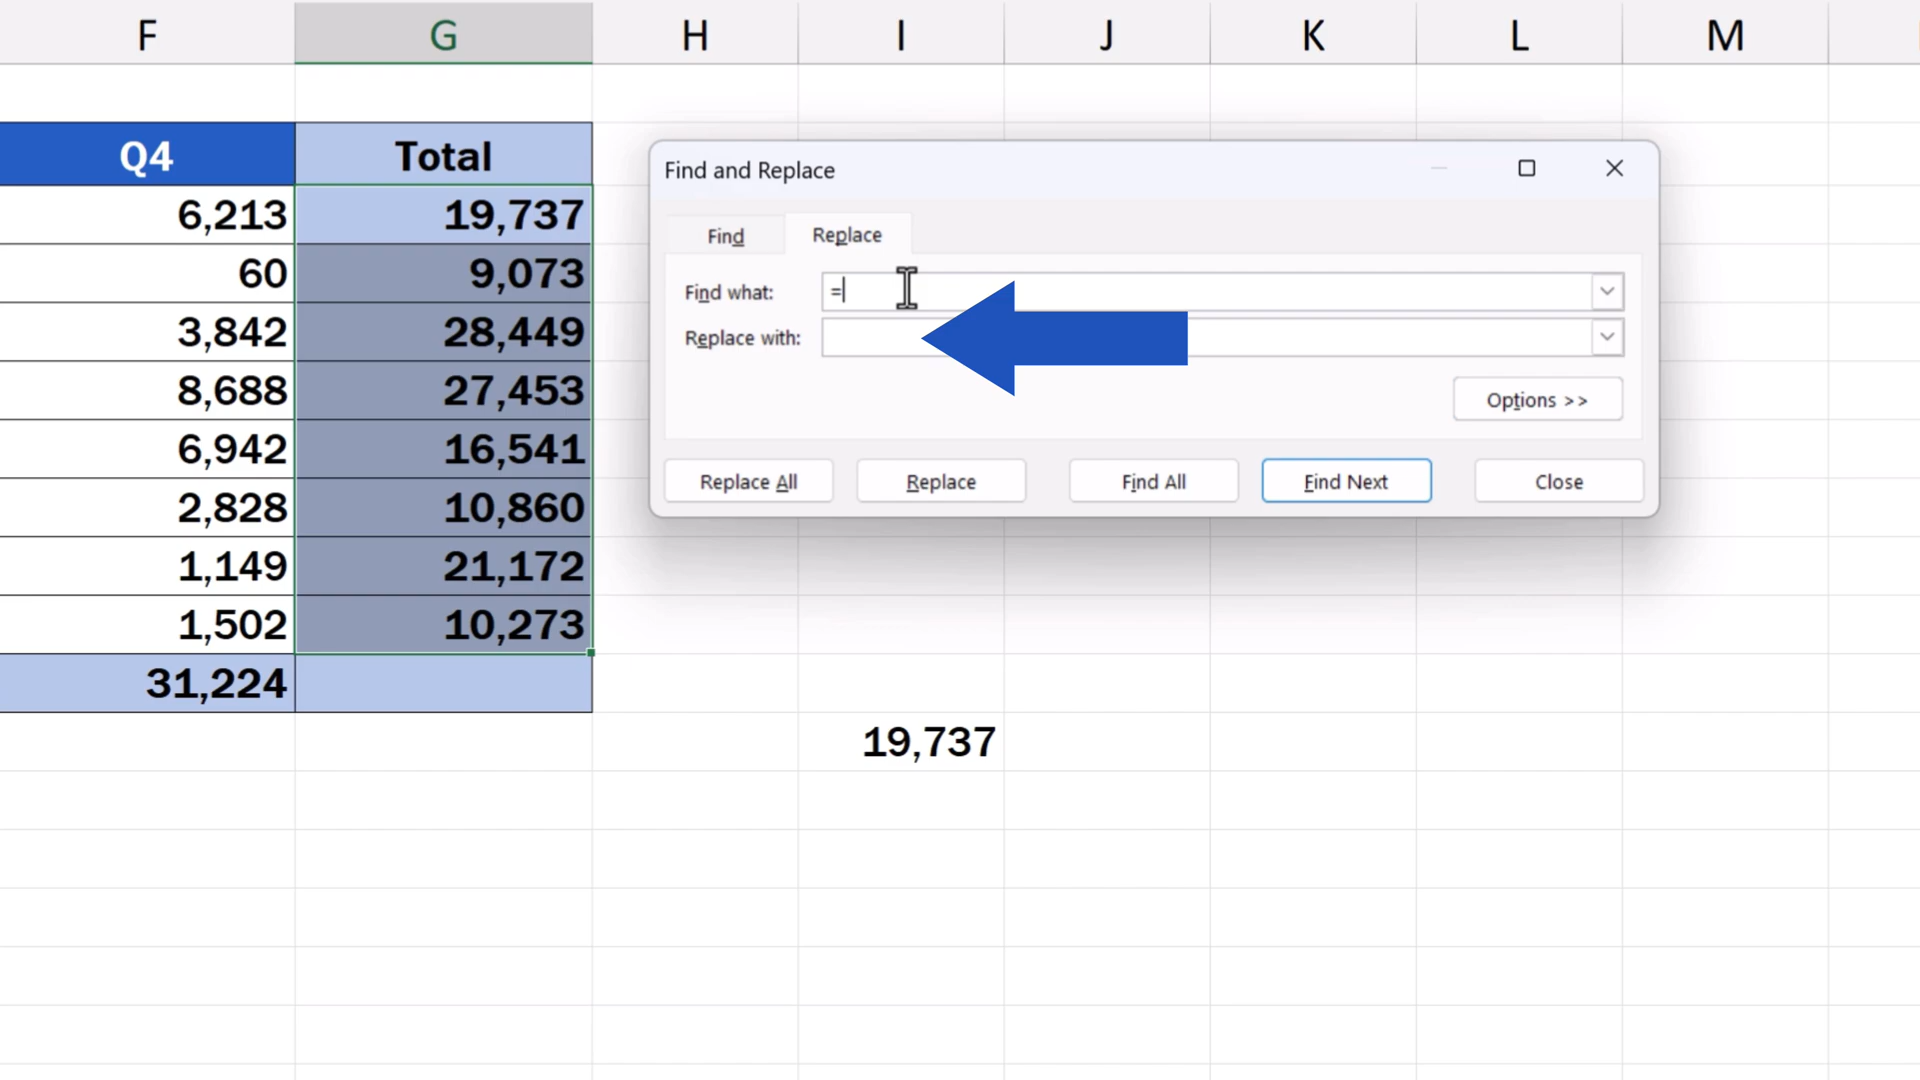 F G H I J K L M
Q4 Total
6,213 19,737
60 9,073
3,842 28,449
8,688 27,453
6,942 16,541
2,828 10,860
1,149 21,172
1,502 10,273
31,224
19,737
Find and Replace
Find Replace
Find what: =
Replace with:
Options >>
Replace All Replace Find All Find Next Close